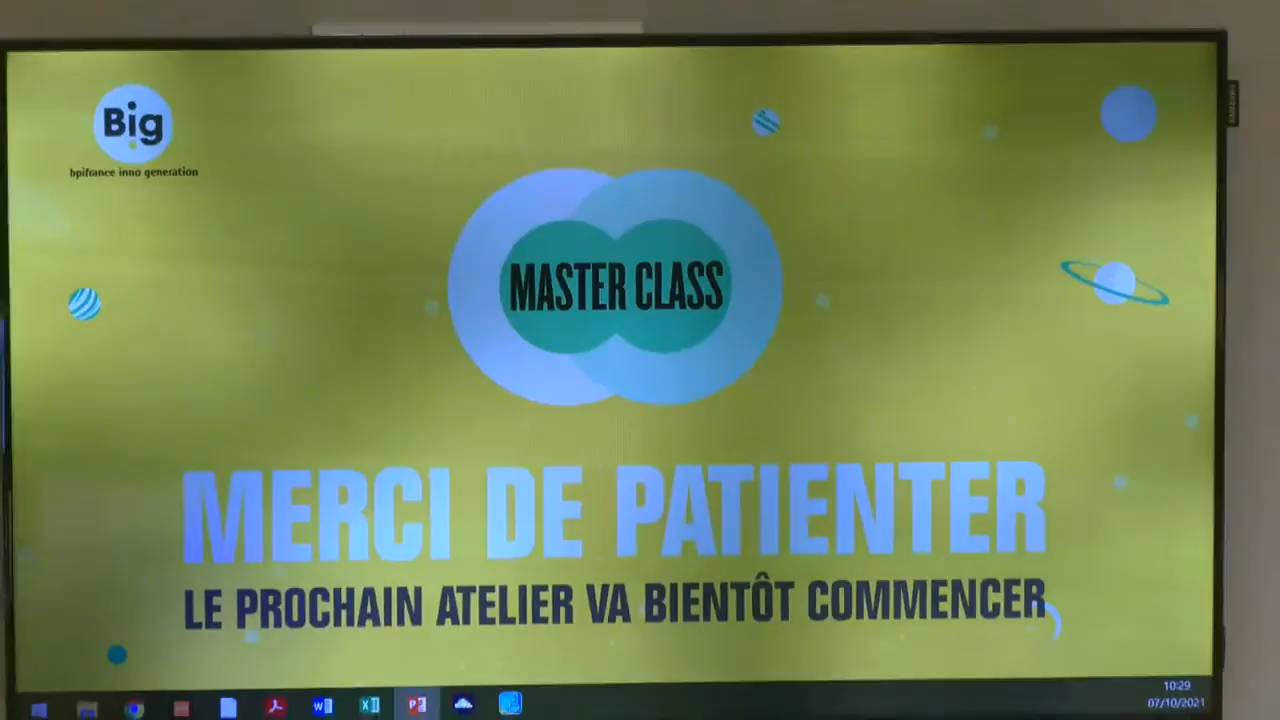 Big
bpifrance inno generation
MASTER CLASS
MERCI DE PATIENTER
LE PROCHAIN ATELIER VA BIENTÔT COMMENCER
10:29
07/10/2021
SAMSUNG